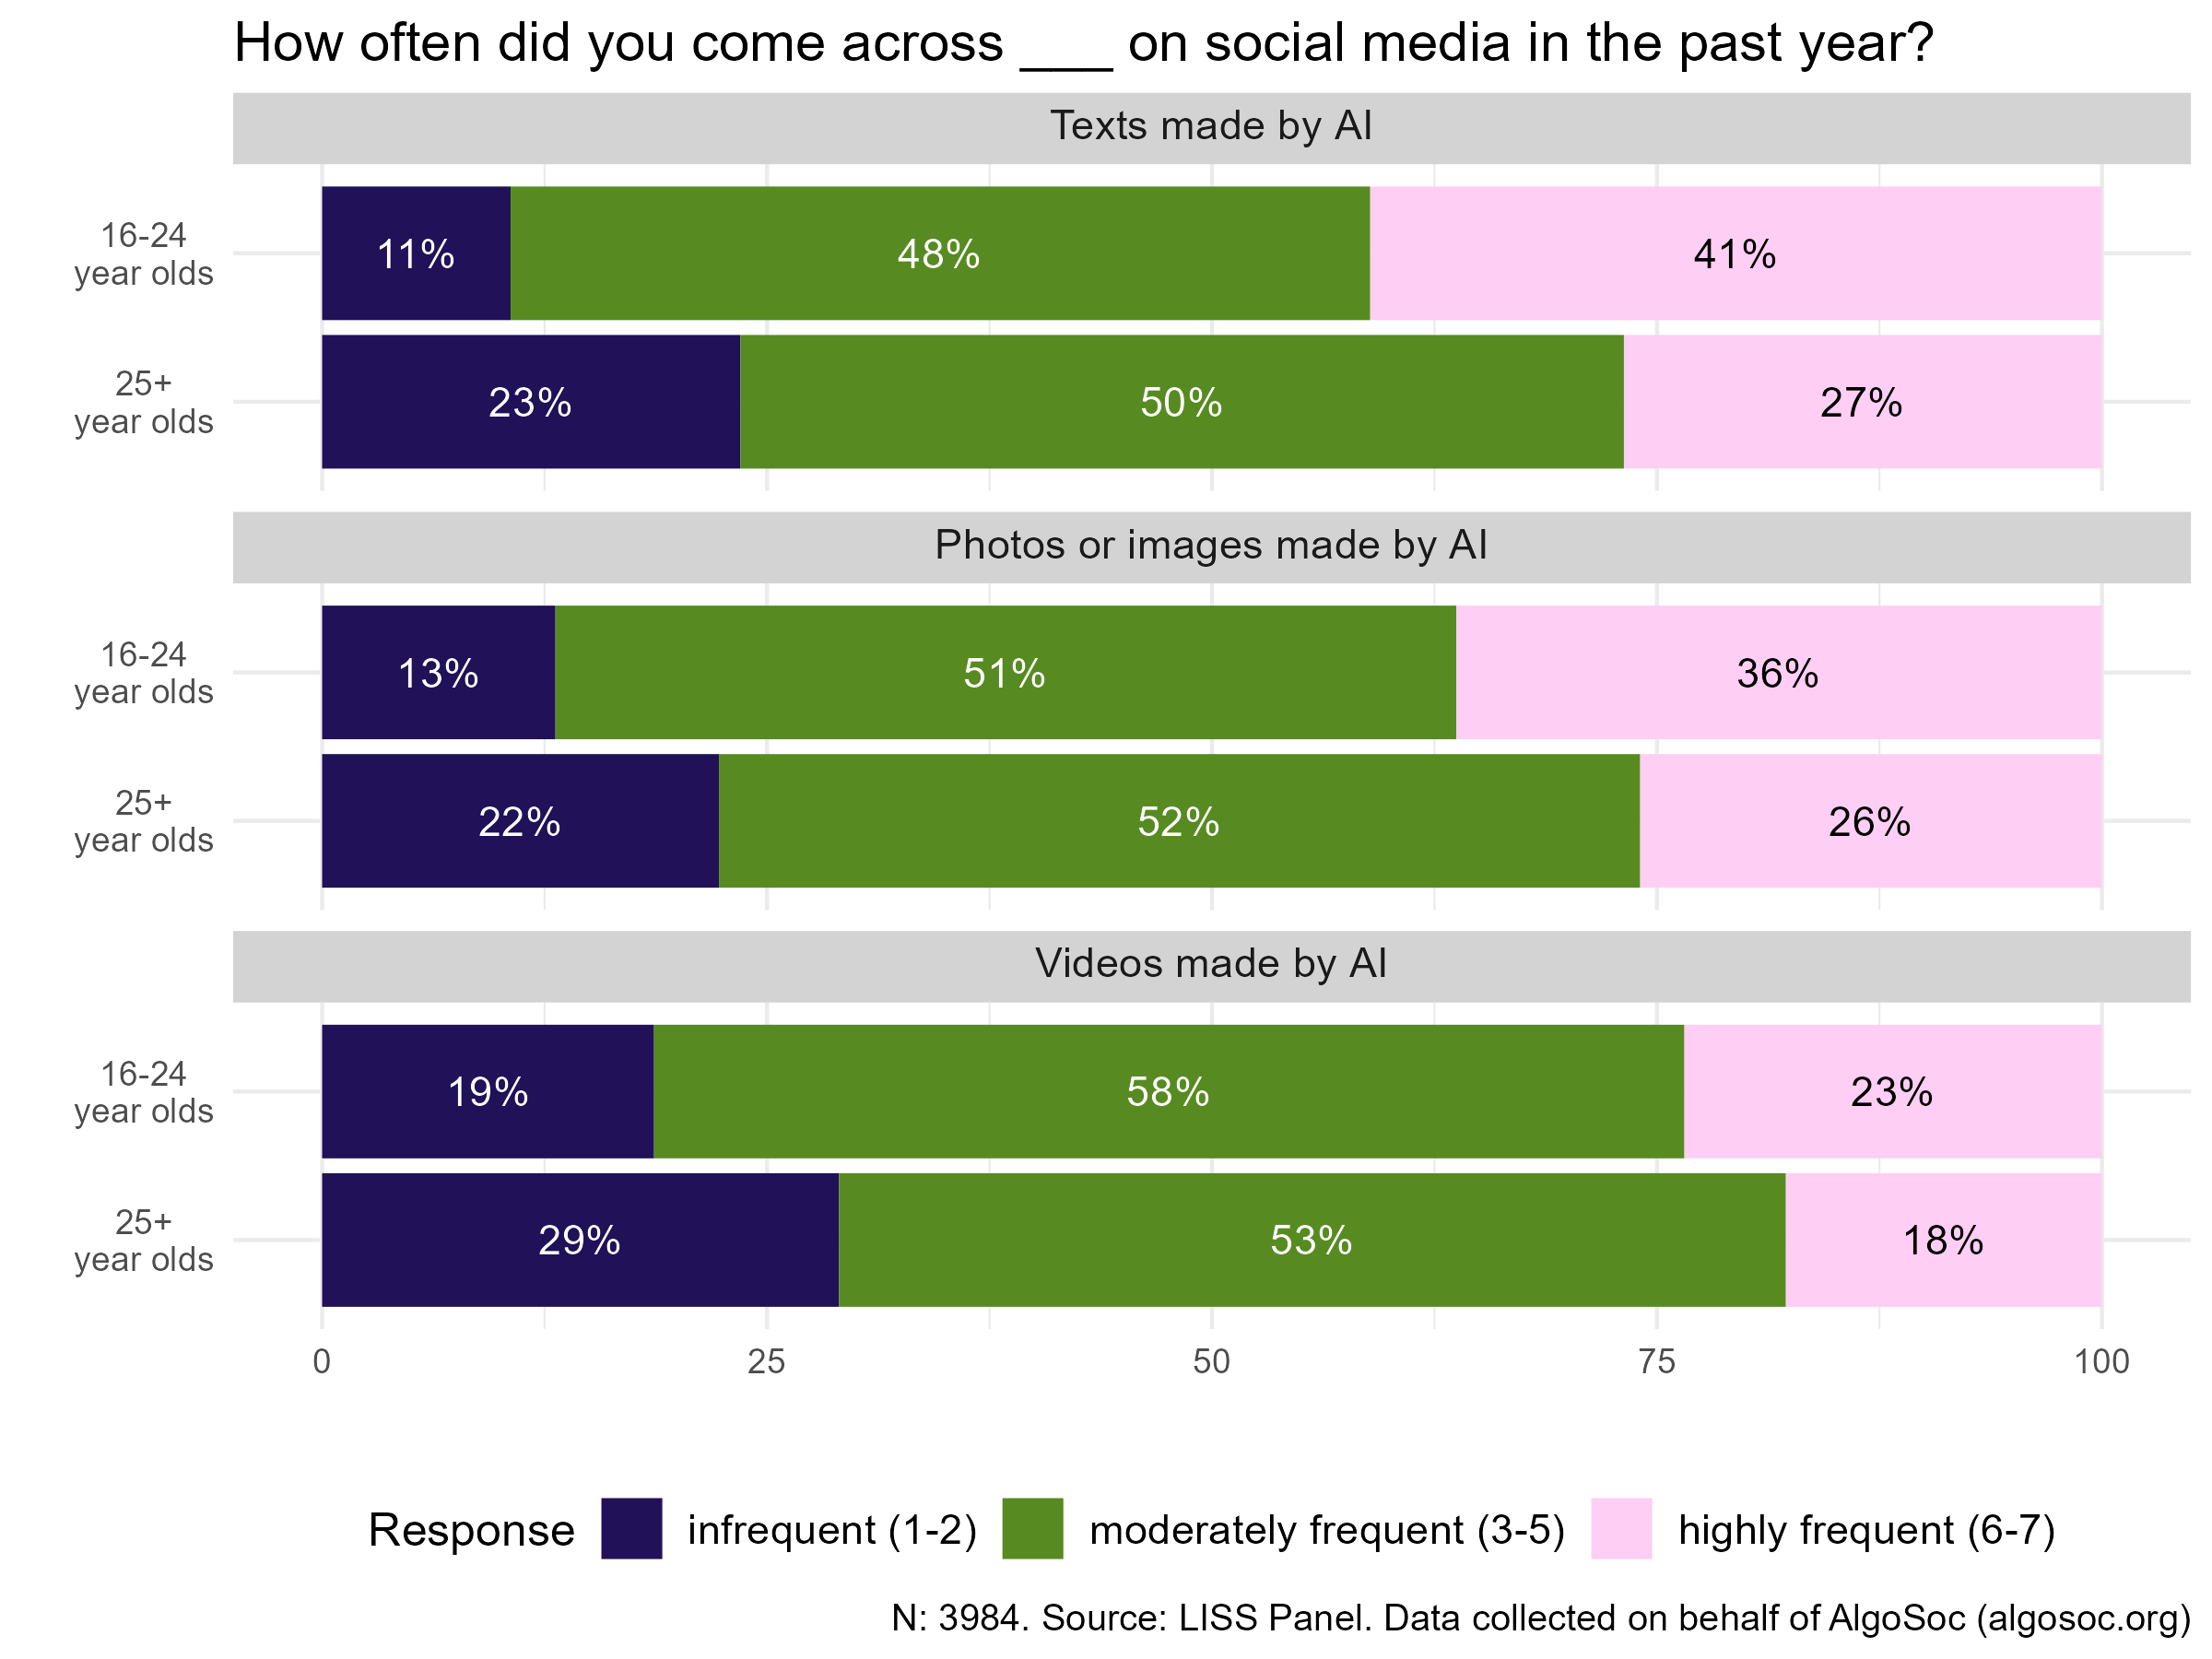 How often did you come across ___ on social media in the past year?
Texts made by AI
16-24
year olds
11%
48%
41%
25+
year olds
23%
50%
27%
Photos or images made by AI
16-24
year olds
13%
51%
36%
25+
year olds
22%
52%
26%
Videos made by AI
16-24
year olds
19%
58%
23%
25+
year olds
29%
53%
18%
0 25 50 75 100
Response infrequent (1-2) moderately frequent (3-5) highly frequent (6-7)
N: 3984. Source: LISS Panel. Data collected on behalf of AlgoSoc (algosoc.org)